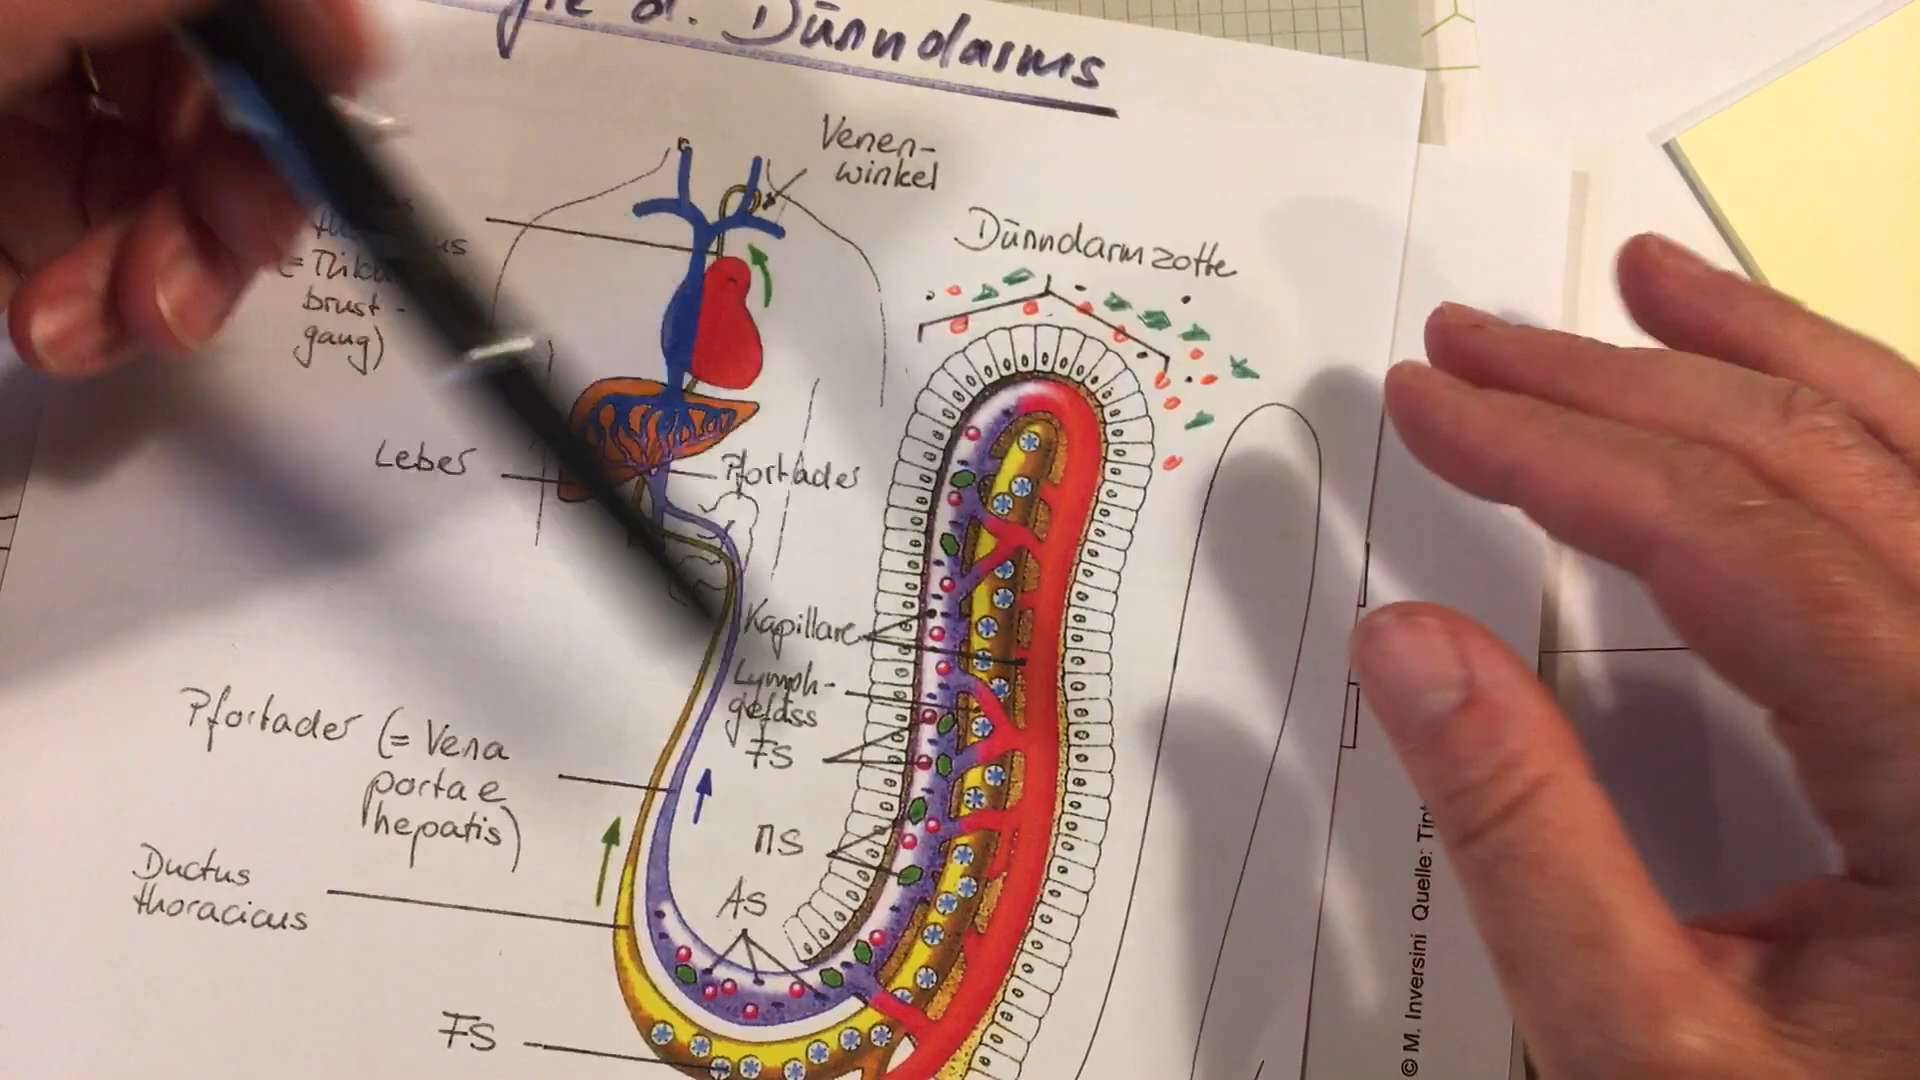 d. Dünndarms
Venen-
winkel
Dünndarmzotte
brust-
gang)
Leber
Pfortader
Kapillare
Lymph-
gefäss
FS
Pfortader (= Vena
portae
hepatis)
MS
Ductus
thoracicus
AS
FS
© M. Inversini Quelle: